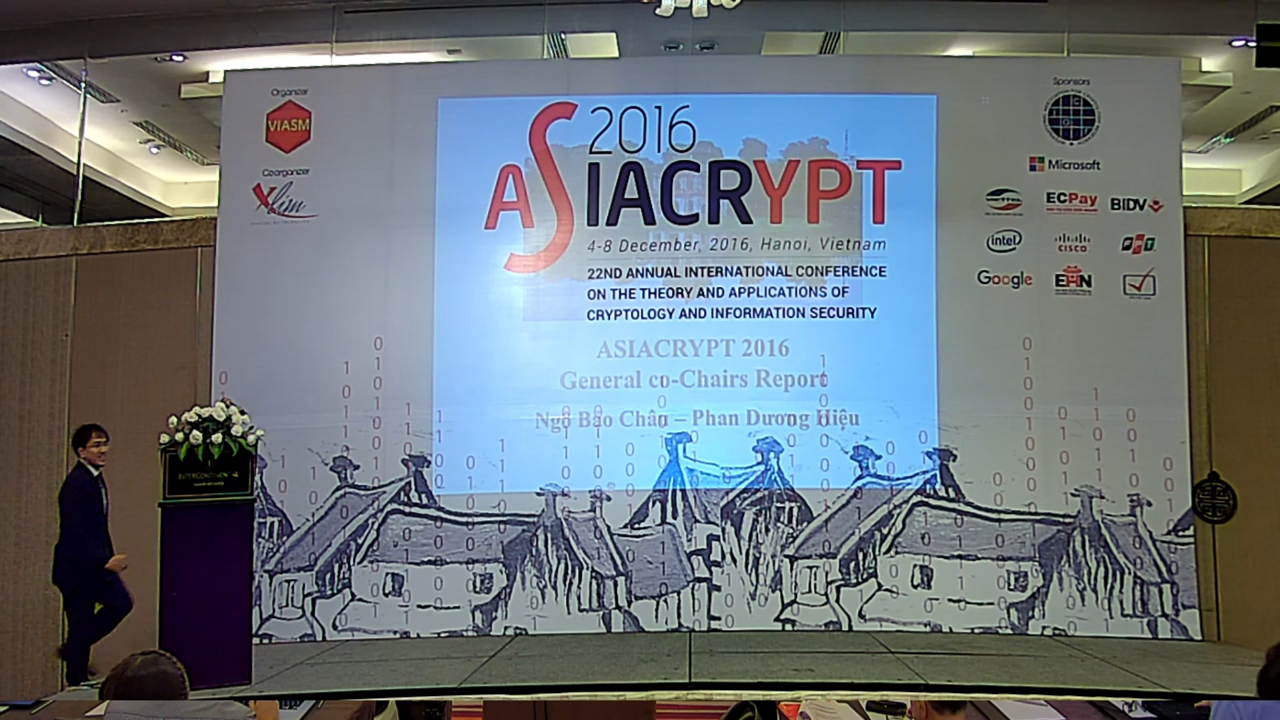 Organizer
VIASM
Co-organizer
Xlim
Sponsors
Microsoft
viettel
ECPay
BIDV
intel
CISCO
FPT
Google
2016
ASIACRYPT
4-8 December, 2016, Hanoi, Vietnam
22ND ANNUAL INTERNATIONAL CONFERENCE
ON THE THEORY AND APPLICATIONS OF
CRYPTOLOGY AND INFORMATION SECURITY
ASIACRYPT 2016
General co-Chairs Report
Ngô Bảo Châu – Phan Dương Hiệu
INTERCONTINENTAL